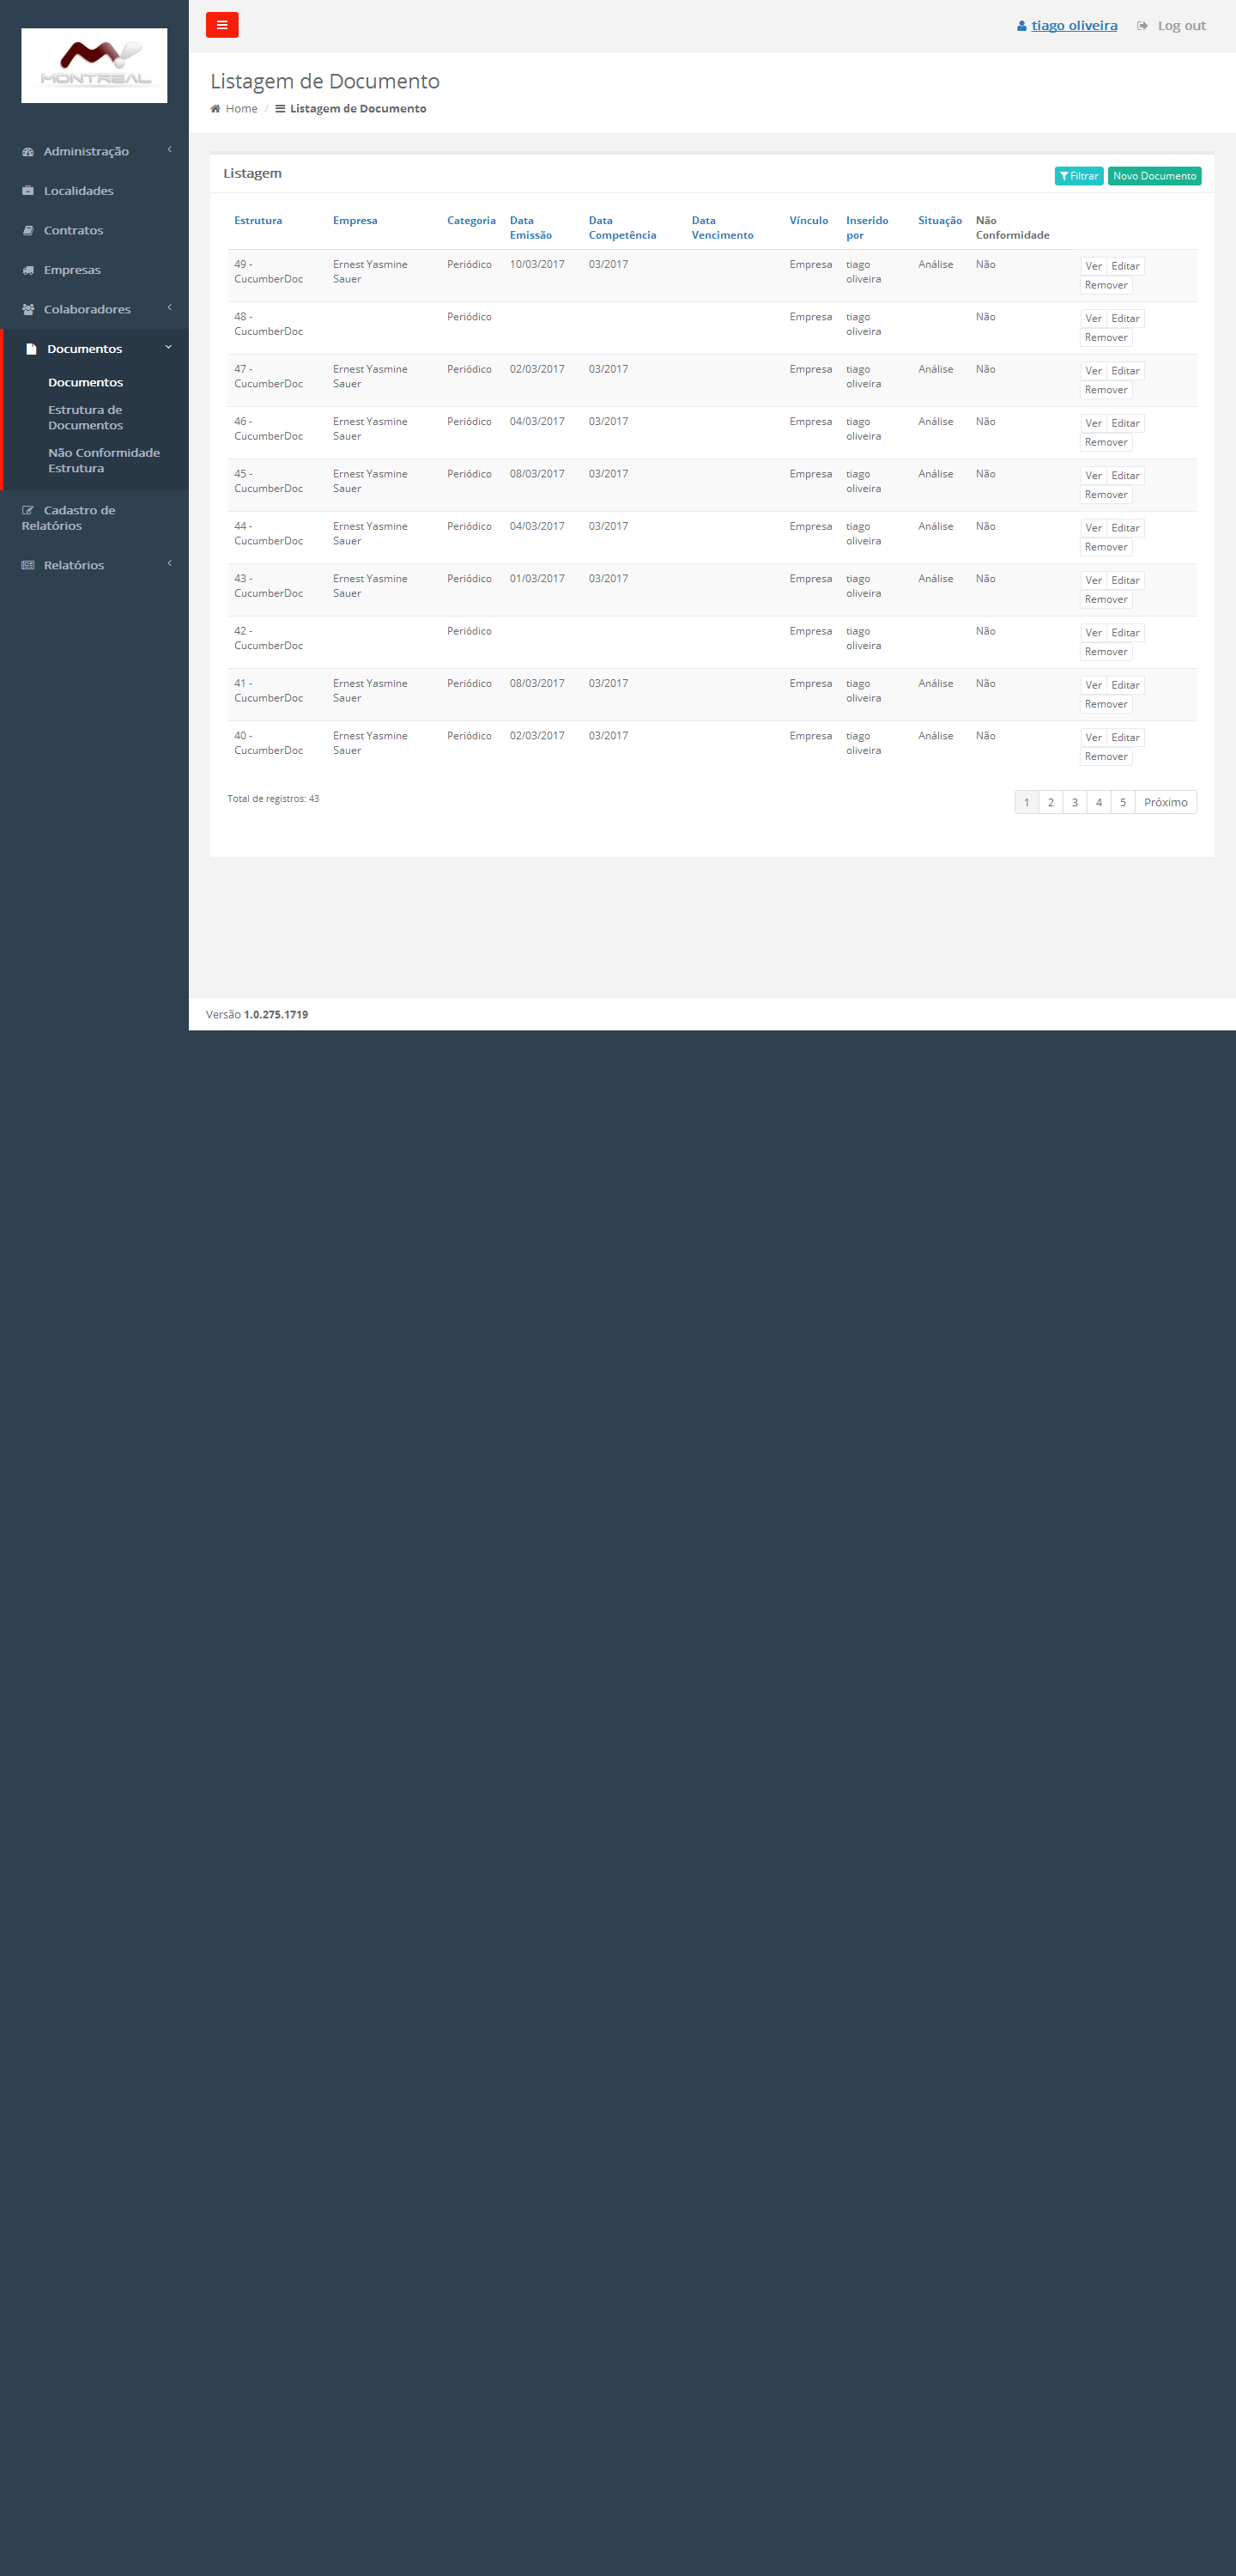 tiago oliveira Log out
MONTREAL
Listagem de Documento
Home / Listagem de Documento
Administração
Localidades
Contratos
Empresas
Colaboradores
Documentos
Documentos
Estrutura de
Documentos
Não Conformidade
Estrutura
Cadastro de
Relatórios
Relatórios
Listagem Filtrar Novo Documento
Estrutura Empresa Categoria Data Data Data Vínculo Inserido Situação Não
Emissão Competência Vencimento por Conformidade
49 - Ernest Yasmine Periódico 10/03/2017 03/2017 Empresa tiago Análise Não Ver Editar
CucumberDoc Sauer oliveira Remover
48 - Periódico Empresa tiago Não Ver Editar
CucumberDoc oliveira Remover
47 - Ernest Yasmine Periódico 02/03/2017 03/2017 Empresa tiago Análise Não Ver Editar
CucumberDoc Sauer oliveira Remover
46 - Ernest Yasmine Periódico 04/03/2017 03/2017 Empresa tiago Análise Não Ver Editar
CucumberDoc Sauer oliveira Remover
45 - Ernest Yasmine Periódico 08/03/2017 03/2017 Empresa tiago Análise Não Ver Editar
CucumberDoc Sauer oliveira Remover
44 - Ernest Yasmine Periódico 04/03/2017 03/2017 Empresa tiago Análise Não Ver Editar
CucumberDoc Sauer oliveira Remover
43 - Ernest Yasmine Periódico 01/03/2017 03/2017 Empresa tiago Análise Não Ver Editar
CucumberDoc Sauer oliveira Remover
42 - Periódico Empresa tiago Não Ver Editar
CucumberDoc oliveira Remover
41 - Ernest Yasmine Periódico 08/03/2017 03/2017 Empresa tiago Análise Não Ver Editar
CucumberDoc Sauer oliveira Remover
40 - Ernest Yasmine Periódico 02/03/2017 03/2017 Empresa tiago Análise Não Ver Editar
CucumberDoc Sauer oliveira Remover
Total de registros: 43 1 2 3 4 5 Próximo
Versão 1.0.275.1719